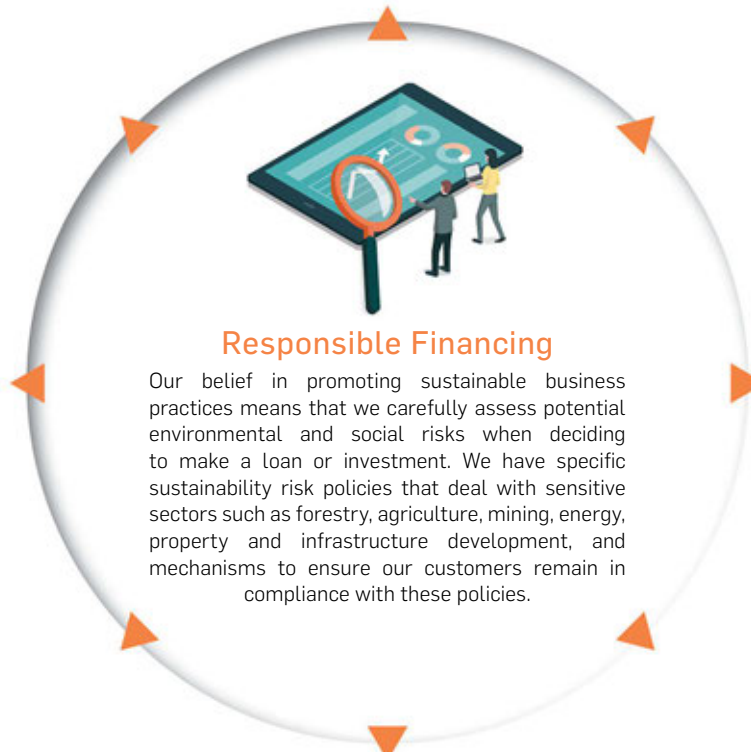 Responsible Financing
Our belief in promoting sustainable business
practices means that we carefully assess potential
environmental and social risks when deciding
to make a loan or investment. We have specific
sustainability risk policies that deal with sensitive
sectors such as forestry, agriculture, mining, energy,
property and infrastructure development, and
mechanisms to ensure our customers remain in
compliance with these policies.